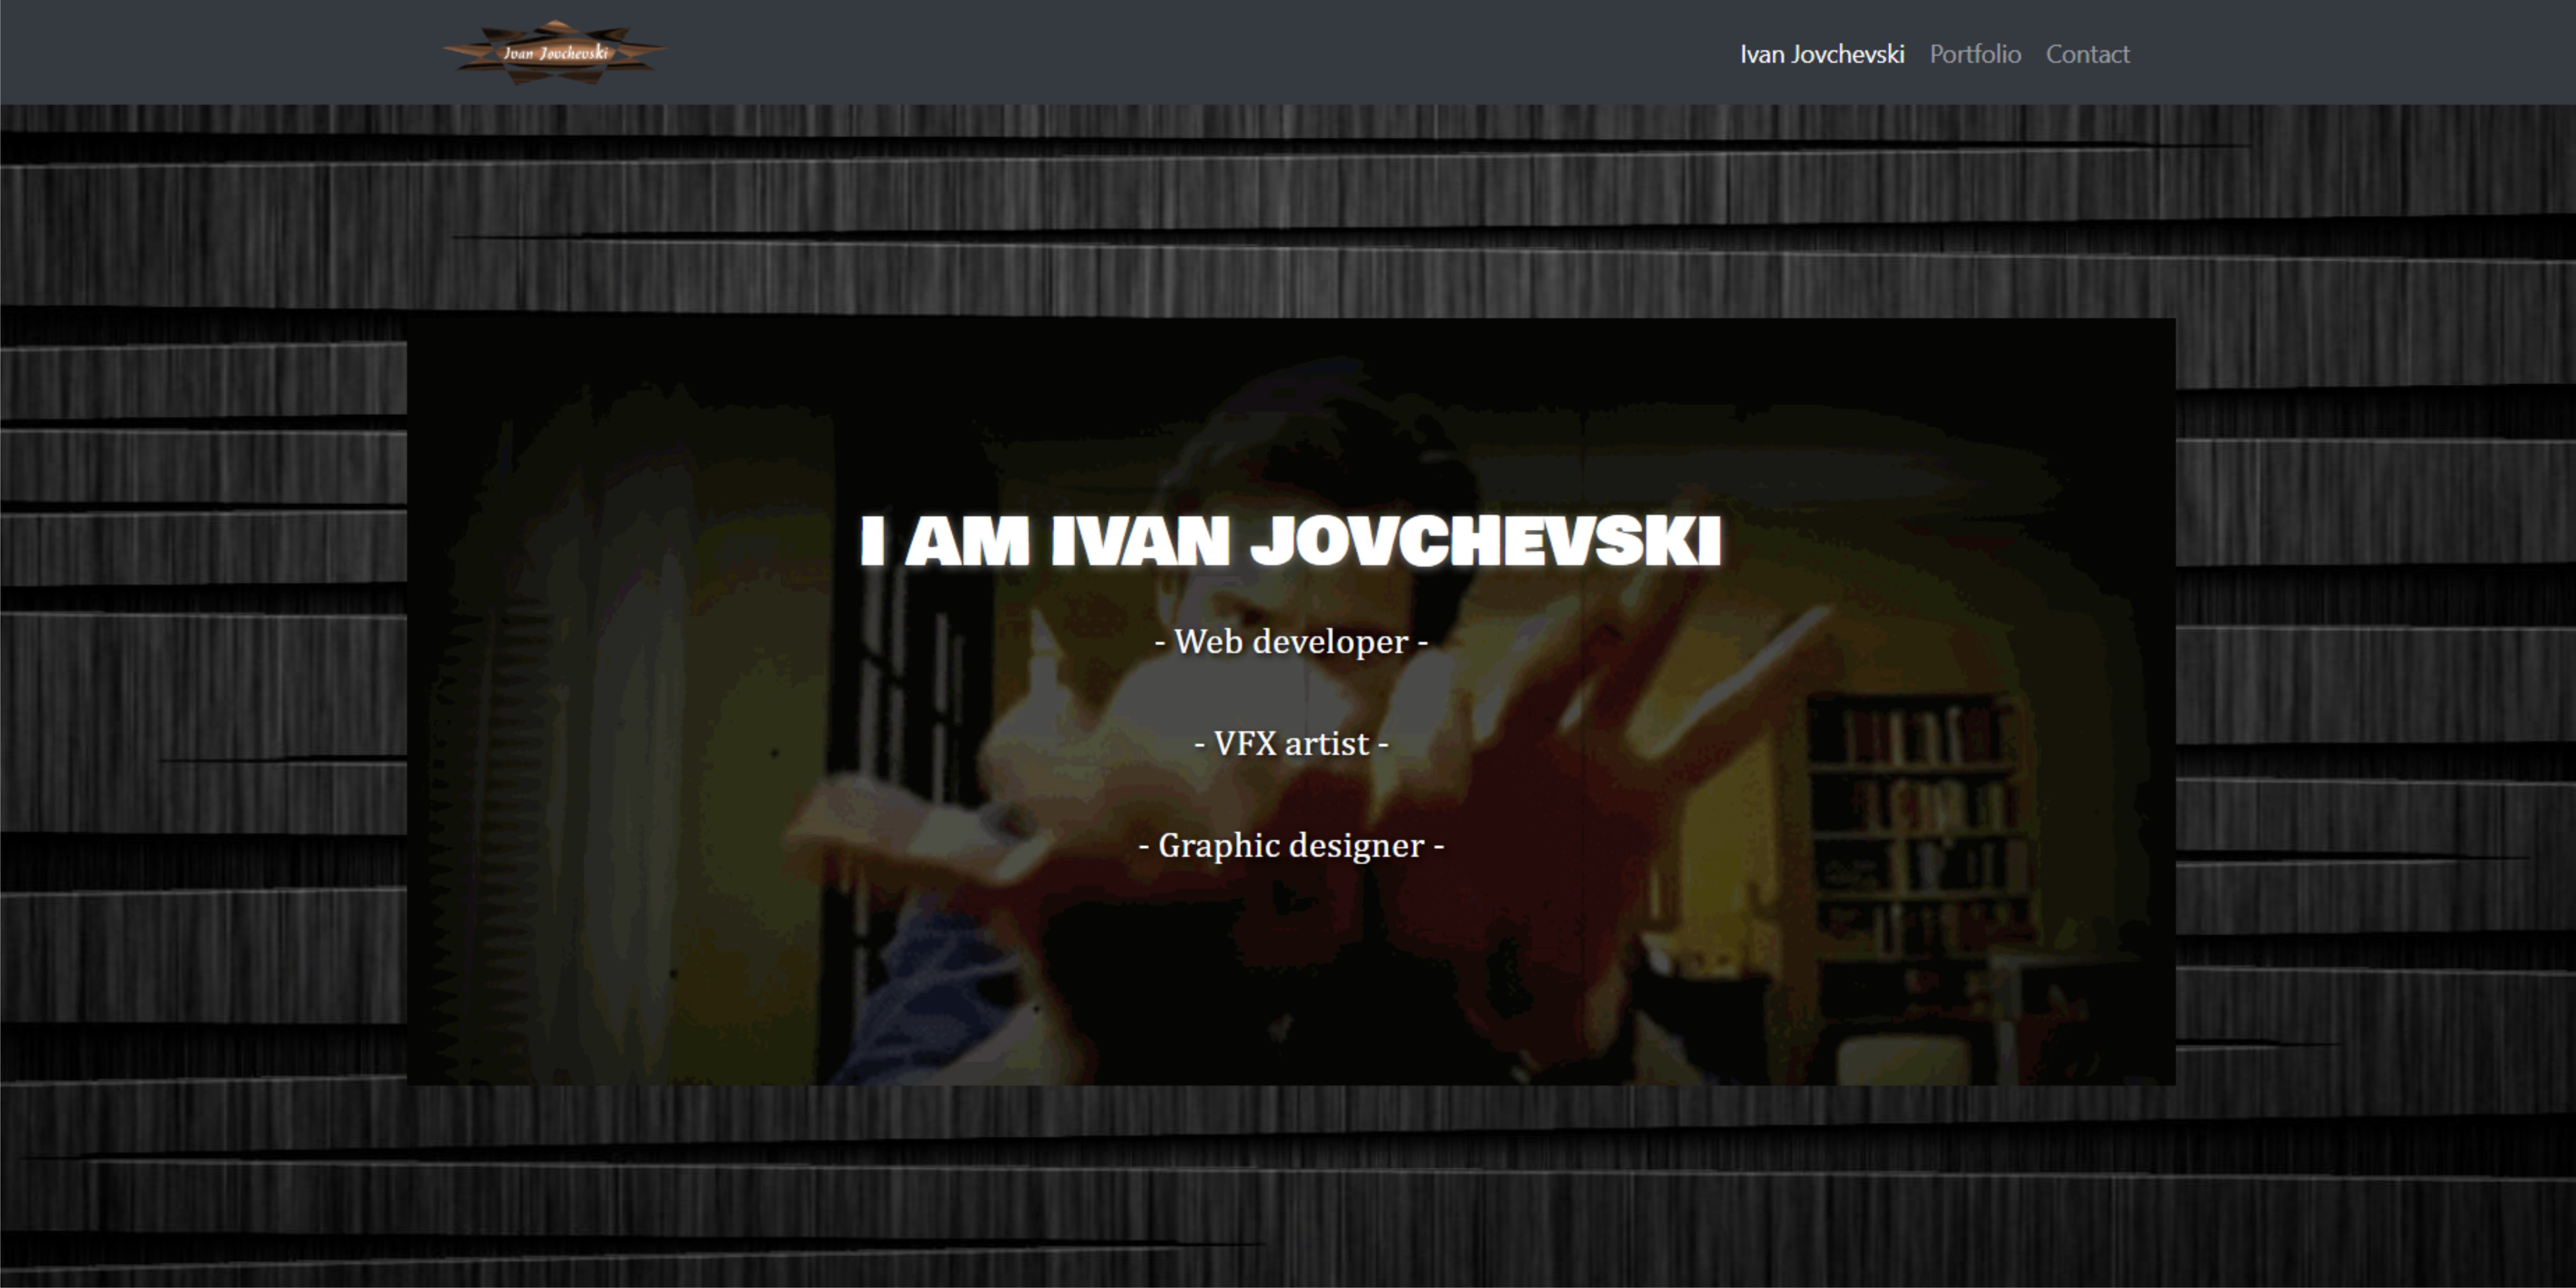 Ivan Jovchevski
Ivan Jovchevski Portfolio Contact
I AM IVAN JOVCHEVSKI
- Web developer -
- VFX artist -
- Graphic designer -